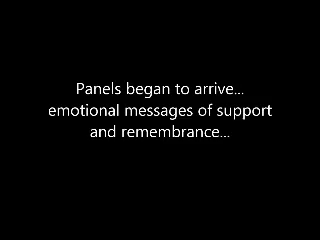 Panels began to arrive...
emotional messages of support
and remembrance...